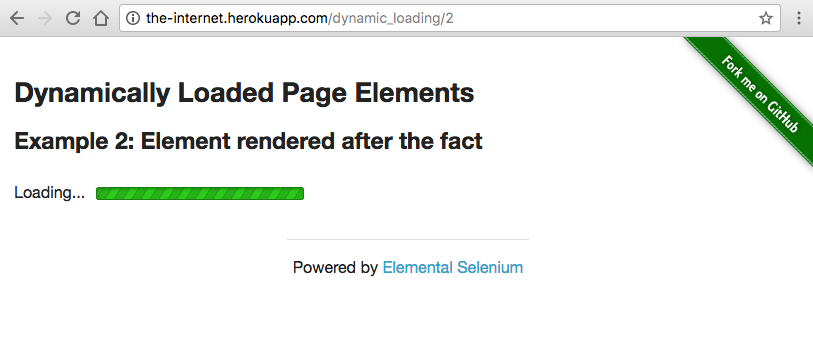 the-internet.herokuapp.com/dynamic_loading/2
Fork me on GitHub
Dynamically Loaded Page Elements
Example 2: Element rendered after the fact
Loading...
Powered by Elemental Selenium